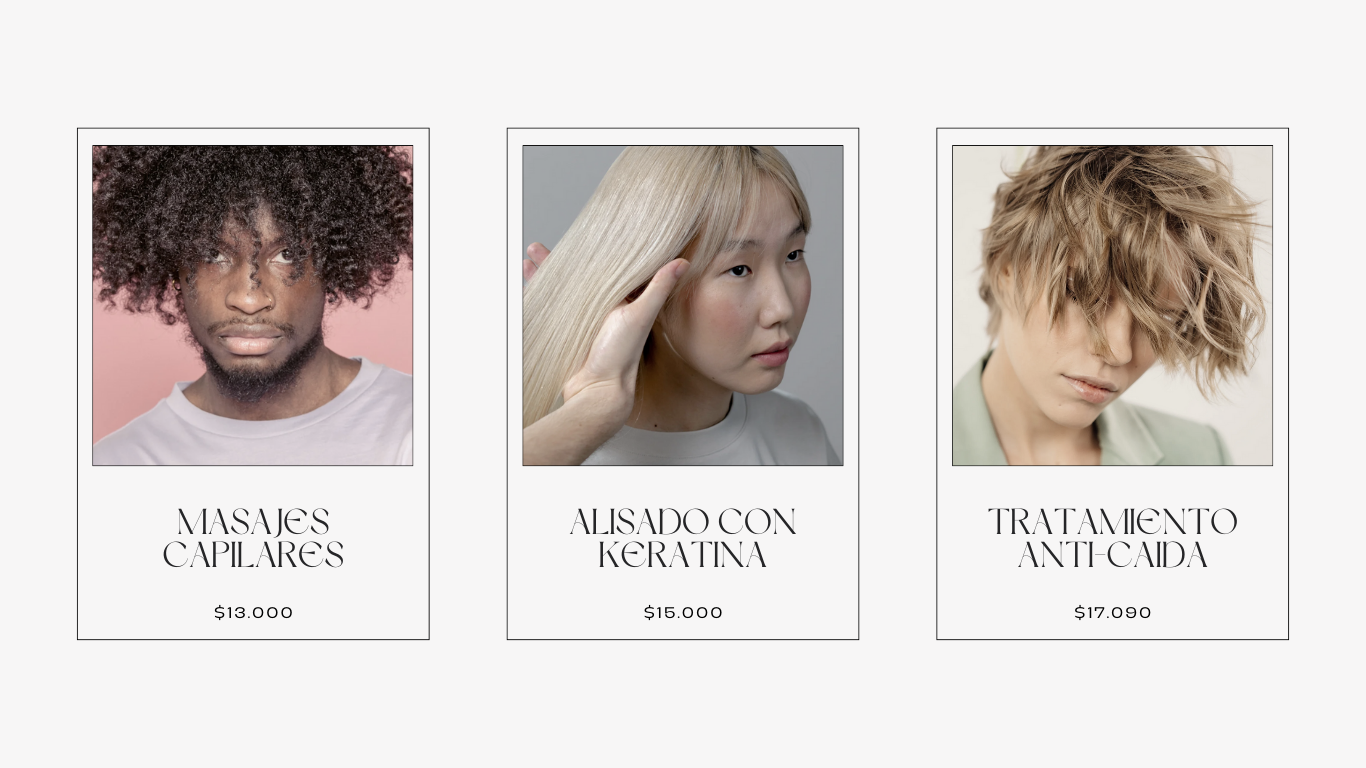 MASAJES
CAPILARES
$13.000
ALISADO CON
KERATINA
$15.000
TRATAMIENTO
ANTI-CAIDA
$17.090